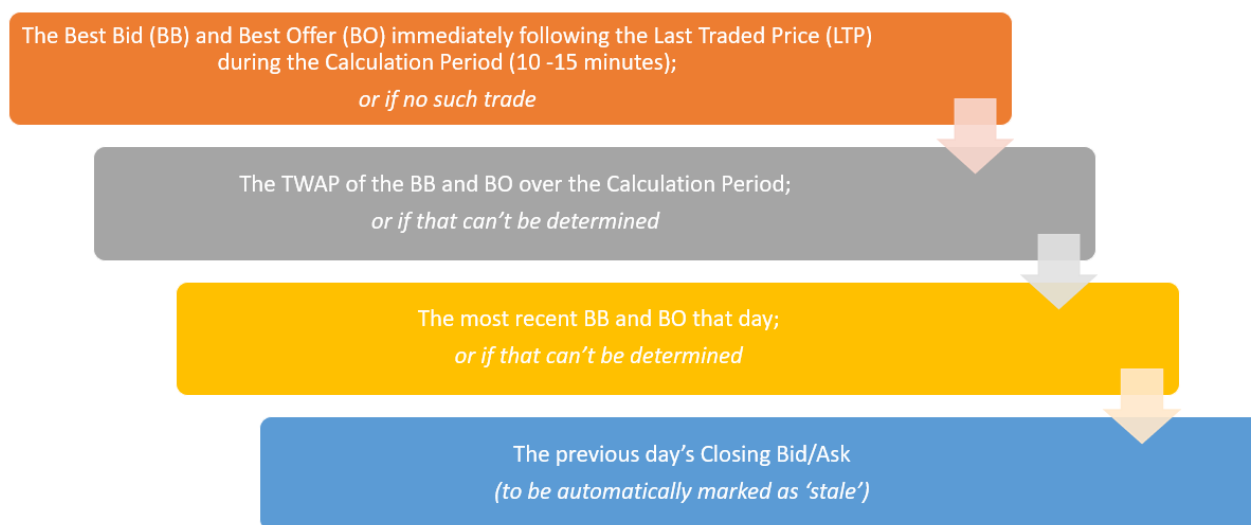 The Best Bid (BB) and Best Offer (BO) immediately following the Last Traded Price (LTP)
during the Calculation Period (10 -15 minutes);
or if no such trade
The TWAP of the BB and BO over the Calculation Period;
or if that can’t be determined
The most recent BB and BO that day;
or if that can’t be determined
The previous day’s Closing Bid/Ask
(to be automatically marked as ‘stale’)